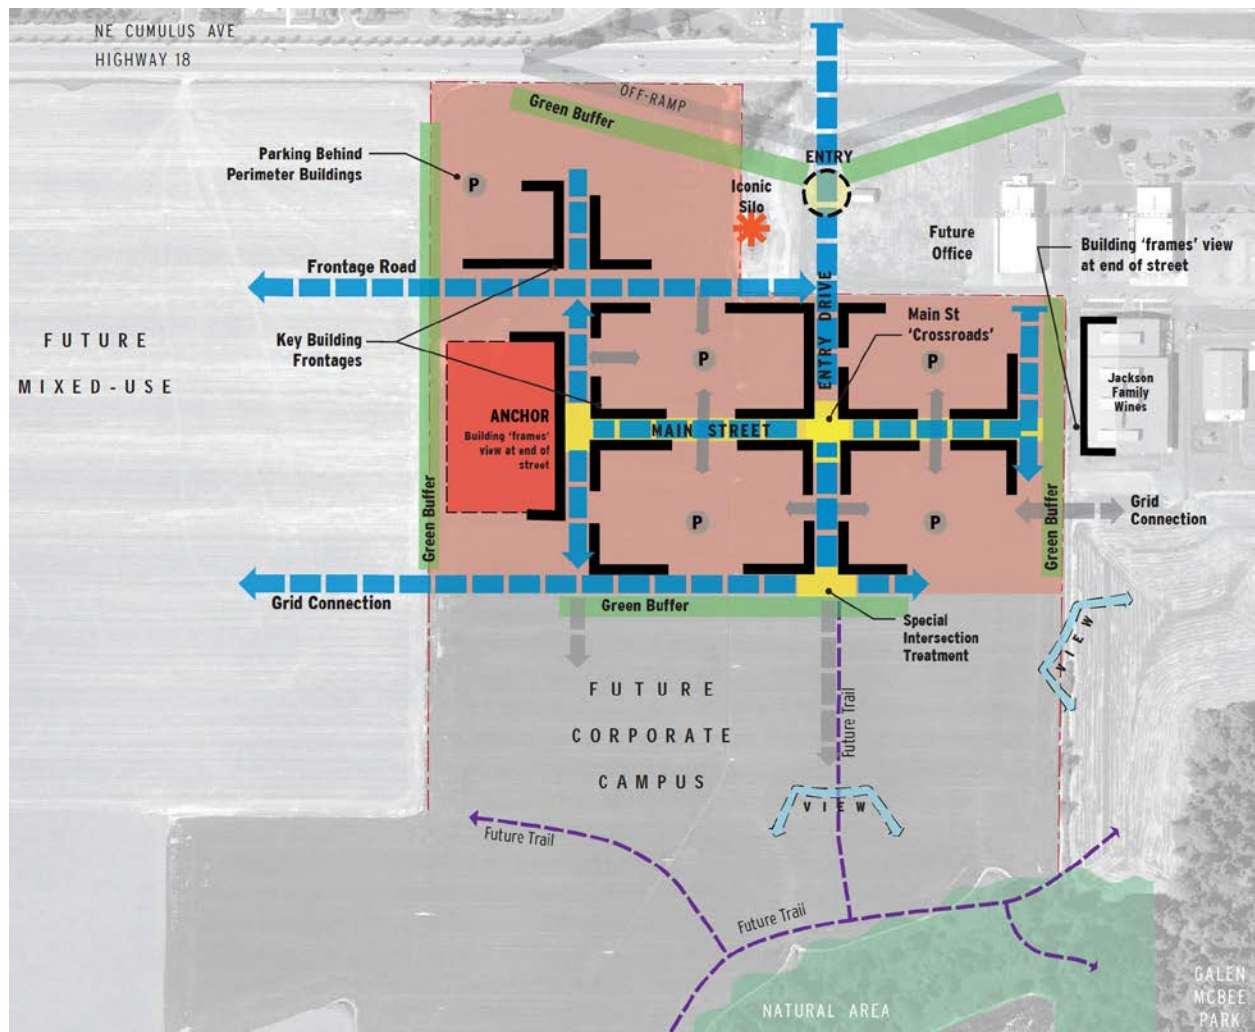 NE CUMULUS AVE
HIGHWAY 18
OFF-RAMP
Green Buffer
Parking Behind
Perimeter Buildings
P
ENTRY
Iconic
Silo
Future
Office
Building ‘frames’ view
at end of street
Frontage Road
ENTRY DRIVE
Main St
‘Crossroads’
FUTURE
MIXED-USE
Key Building
Frontages
P
P
Jackson
Family
Wines
ANCHOR
Building ‘frames’
view at end of
street
MAIN STREET
Green Buffer
P
P
Green Buffer
Grid
Connection
Grid Connection
Green Buffer
Special
Intersection
Treatment
VIEW
FUTURE
CORPORATE
CAMPUS
Future Trail
VIEW
Future Trail
Future Trail
NATURAL AREA
GALEN
MCBEE
PARK